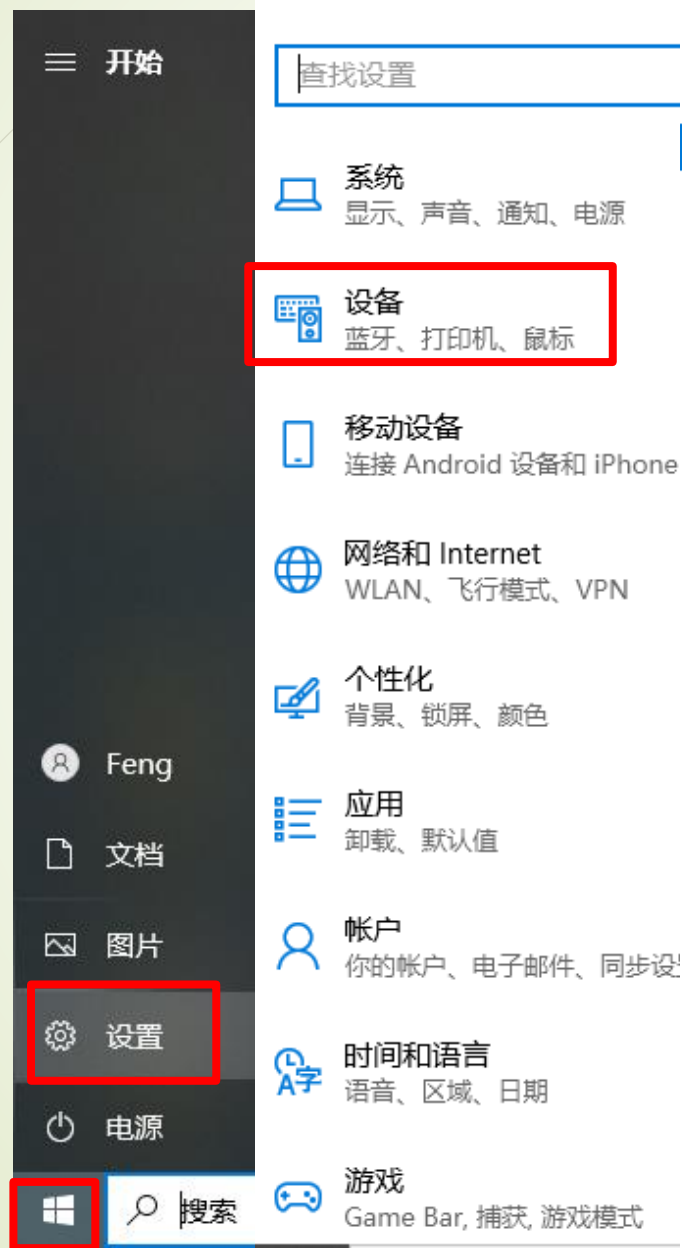 开始
Feng
文档
图片
设置
电源
搜索
查找设置
系统
显示、声音、通知、电源
设备
蓝牙、打印机、鼠标
移动设备
连接 Android 设备和 iPhone
网络和 Internet
WLAN、飞行模式、VPN
个性化
背景、锁屏、颜色
应用
卸载、默认值
帐户
你的帐户、电子邮件、同步设
时间和语言
语音、区域、日期
游戏
Game Bar, 捕获, 游戏模式